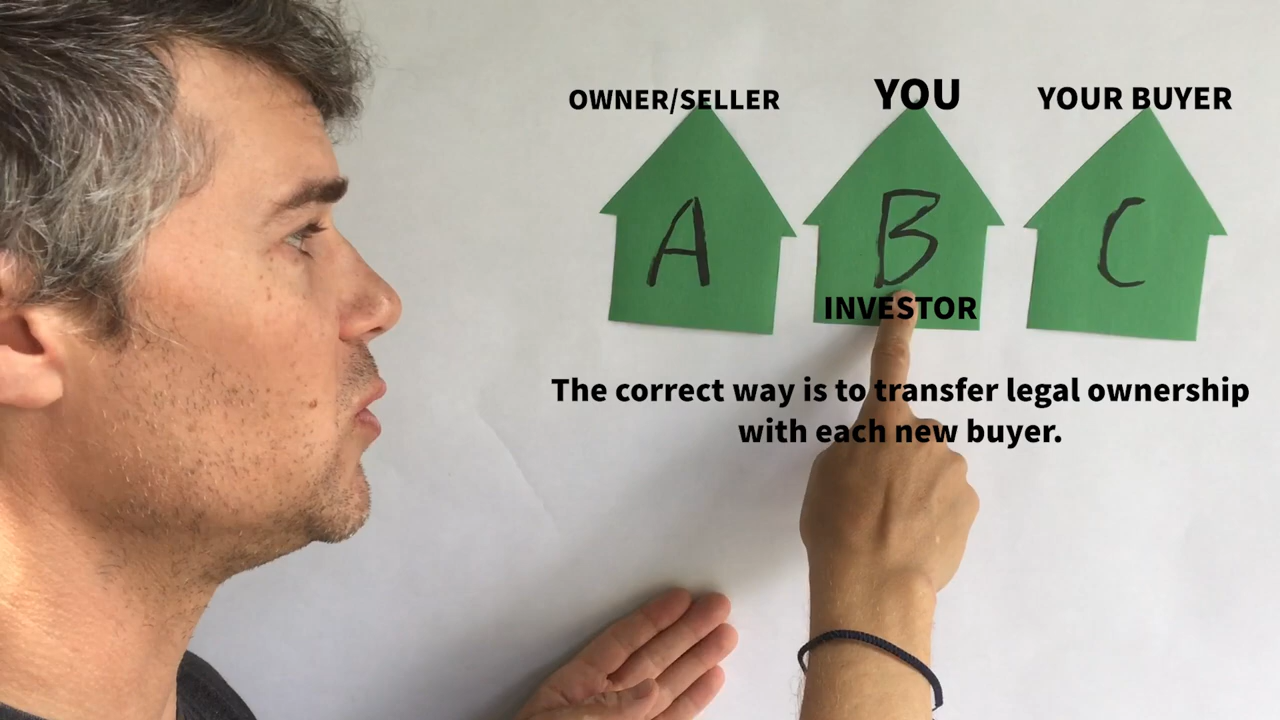 OWNER/SELLER
YOU
YOUR BUYER
A
B
C
INVESTOR
The correct way is to transfer legal ownership
with each new buyer.